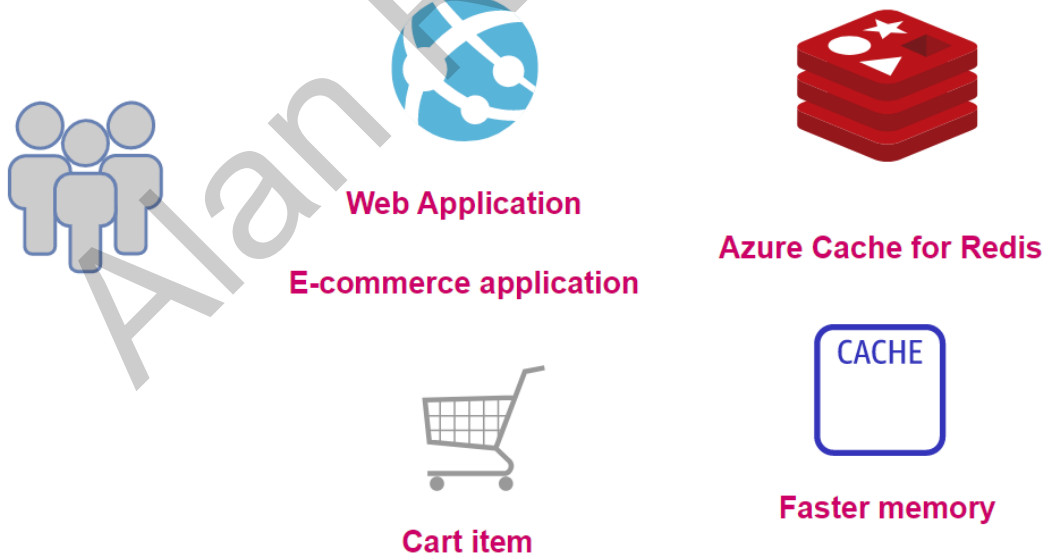 Web Application
Azure Cache for Redis
E-commerce application
CACHE
Faster memory
Cart item
Alan